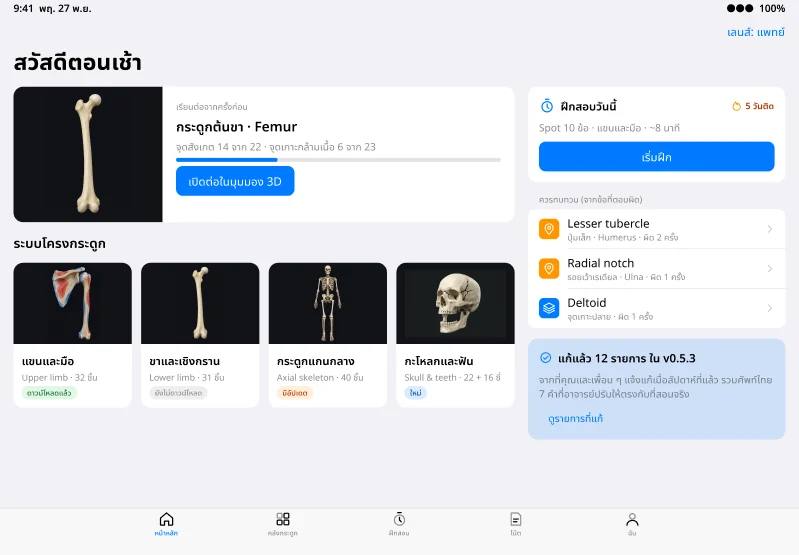 9:41 พฤ. 27 พ.ย.
100%
เลนส์: แพทย์
สวัสดีตอนเช้า
เรียนต่อจากครั้งก่อน
กระดูกต้นขา · Femur
จุดสังเกต 14 จาก 22 · จุดเกาะกล้ามเนื้อ 6 จาก 23
เปิดต่อในมุมมอง 3D
ระบบโครงกระดูก
แขนและมือ
Upper limb · 32 ชิ้น
ดาวน์โหลดแล้ว
ขาและเชิงกราน
Lower limb · 31 ชิ้น
ยังไม่ดาวน์โหลด
กระดูกแกนกลาง
Axial skeleton · 40 ชิ้น
มีอัปเดต
กะโหลกและฟัน
Skull & teeth · 22 + 16 ชิ้
ใหม่
ฝึกสอบวันนี้
5 วันติด
Spot 10 ข้อ · แขนและมือ · ~8 นาที
เริ่มฝึก
ควรทบทวน (จากข้อที่ตอบผิด)
Lesser tubercle
ปุ่มเล็ก · Humerus · ผิด 2 ครั้ง
Radial notch
รอยเว้าเรเดียล · Ulna · ผิด 1 ครั้ง
Deltoid
จุดเกาะปลาย · ผิด 1 ครั้ง
แก้แล้ว 12 รายการ ใน v0.5.3
จากที่คุณและเพื่อน ๆ แจ้งแก้เมื่อสัปดาห์ที่แล้ว รวมศัพท์ไทย
7 คำที่อาจารย์ปรับให้ตรงกับที่สอนจริง
ดูรายการที่แก้
หน้าหลัก
คลังกระดูก
ฝึกสอบ
โน้ต
ฉัน